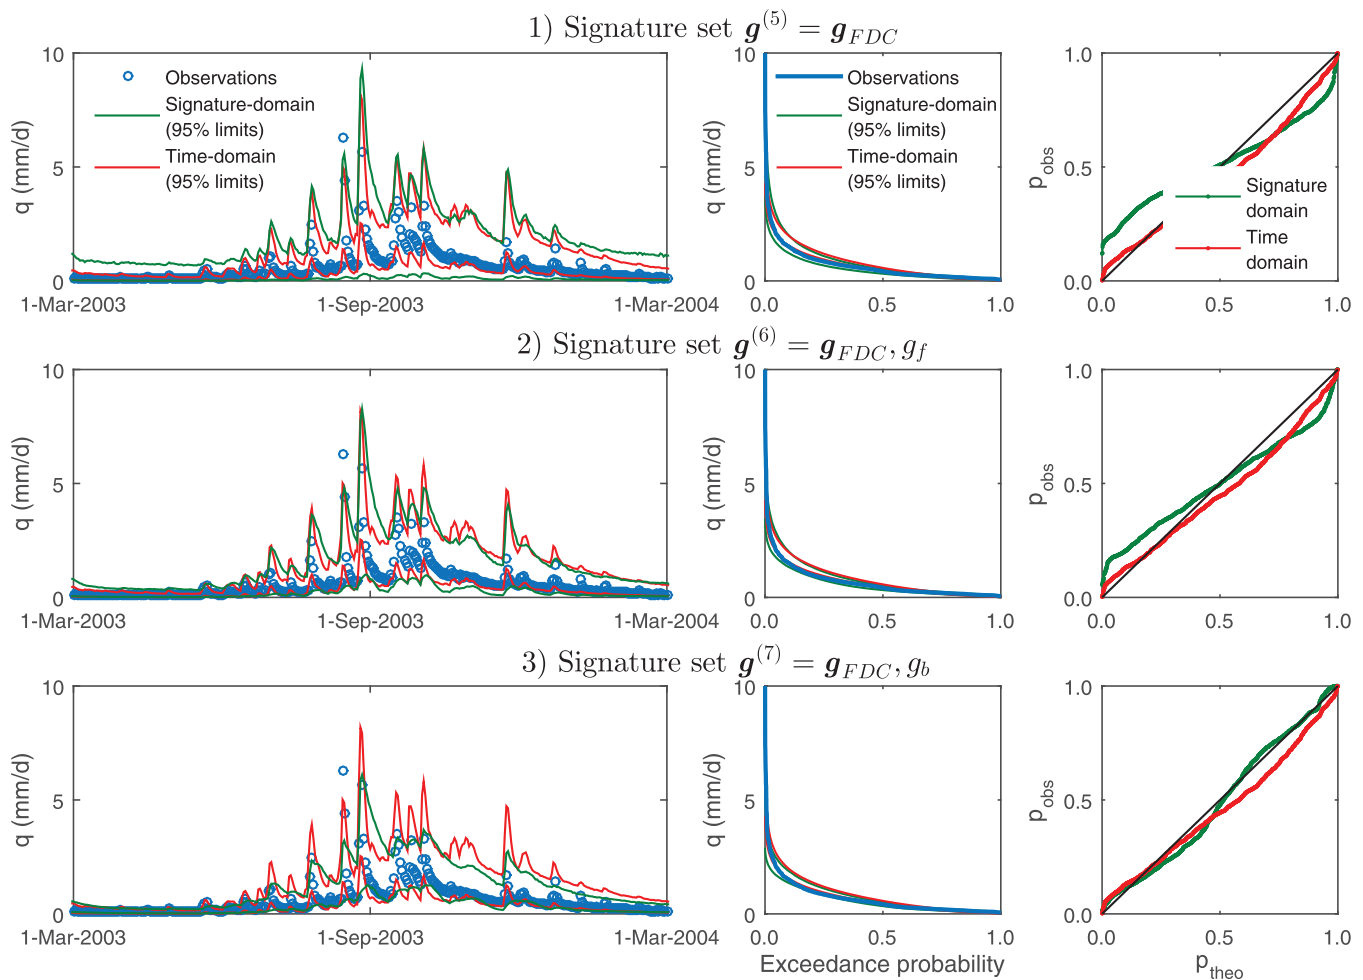 1) Signature set g^(5) = g_FDC
10
5
0
q (mm/d)
Observations
Signature-domain
(95% limits)
Time-domain
(95% limits)
1-Mar-2003
1-Sep-2003
1-Mar-2004
10
5
0
q (mm/d)
Observations
Signature-domain
(95% limits)
Time-domain
(95% limits)
0.0
0.5
1.0
1.0
0.5
0.0
p_obs
Signature
domain
Time
domain
0.0
0.5
1.0
2) Signature set g^(6) = g_FDC, g_f
10
5
0
q (mm/d)
1-Mar-2003
1-Sep-2003
1-Mar-2004
10
5
0
q (mm/d)
0.0
0.5
1.0
1.0
0.5
0.0
p_obs
0.0
0.5
1.0
3) Signature set g^(7) = g_FDC, g_b
10
5
0
q (mm/d)
1-Mar-2003
1-Sep-2003
1-Mar-2004
10
5
0
q (mm/d)
0.0
0.5
1.0
Exceedance probability
1.0
0.5
0.0
p_obs
0.0
0.5
1.0
p_theo